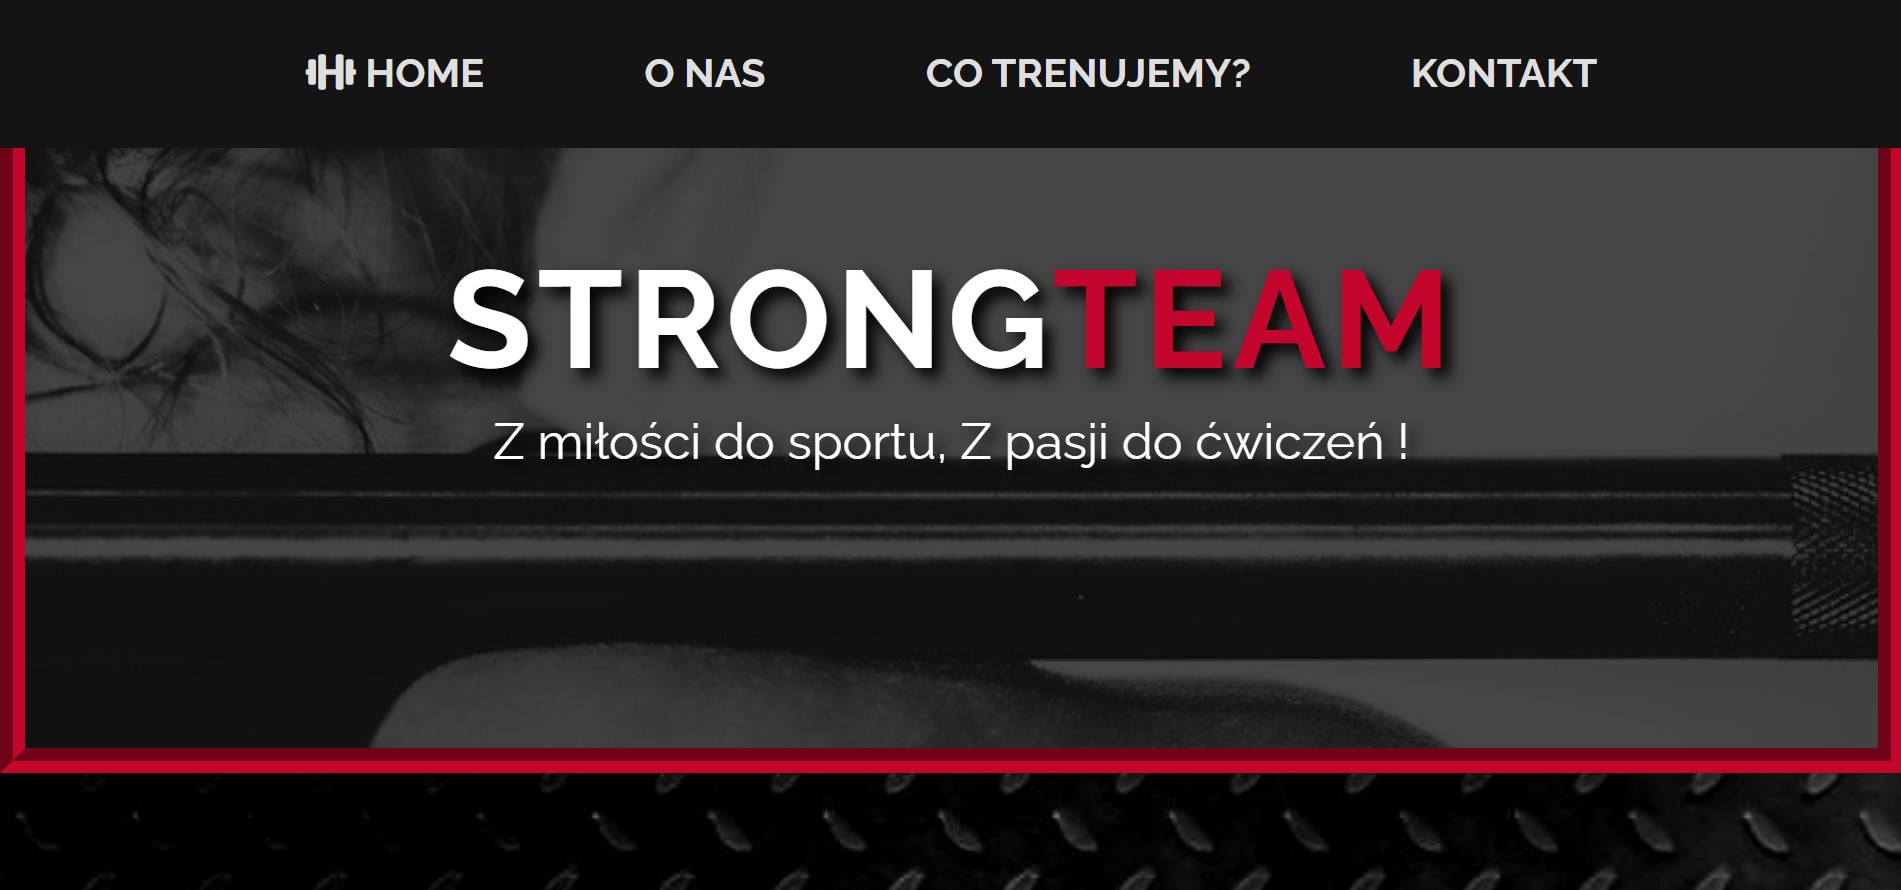 HOME
O NAS
CO TRENUJEMY?
KONTAKT
STRONGTEAM
Z miłości do sportu, Z pasji do ćwiczeń !